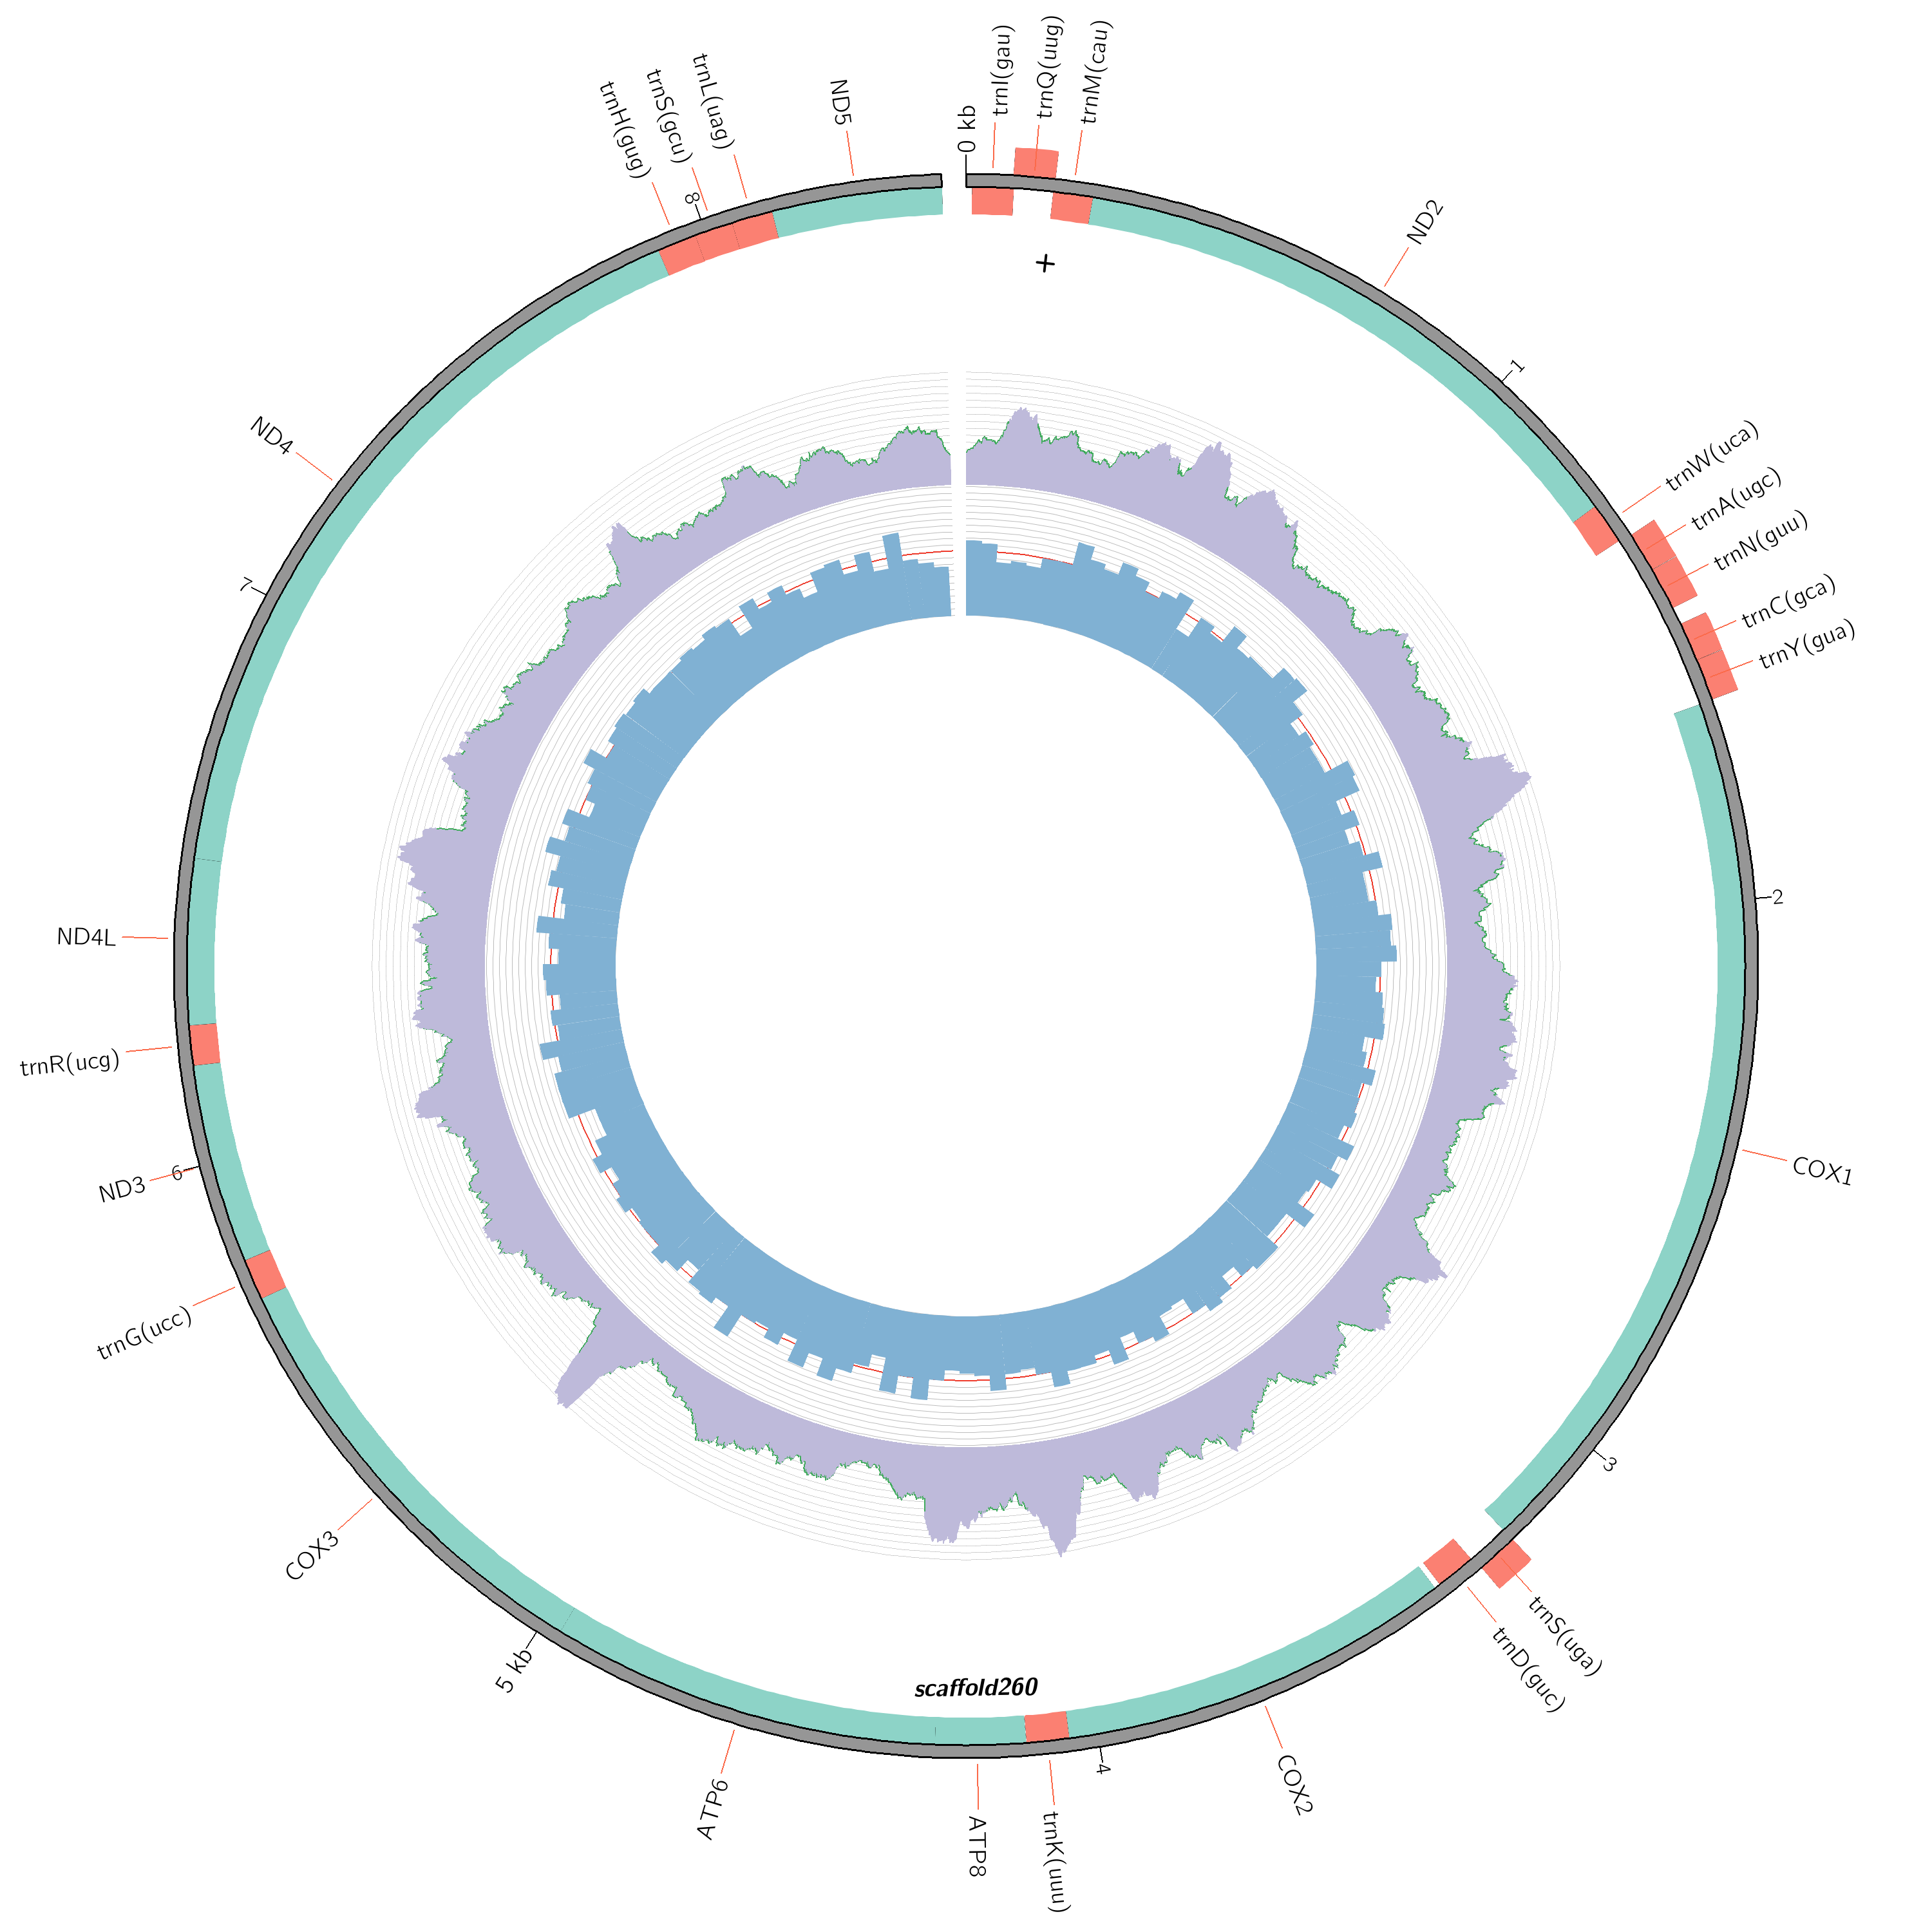 0 kb
trnI(gau)
trnQ(uug)
trnM(cau)
+
ND2
1
trnW(uca)
trnA(ugc)
trnN(guu)
trnC(gca)
trnY(gua)
2
COX1
3
trnS(uga)
trnD(guc)
COX2
4
trnK(uuu)
ATP8
scaffold260
ATP6
5 kb
COX3
trnG(ucc)
6
ND3
trnR(ucg)
ND4L
7
ND4
trnH(gug)
8
trnS(gcu)
trnL(uag)
ND5